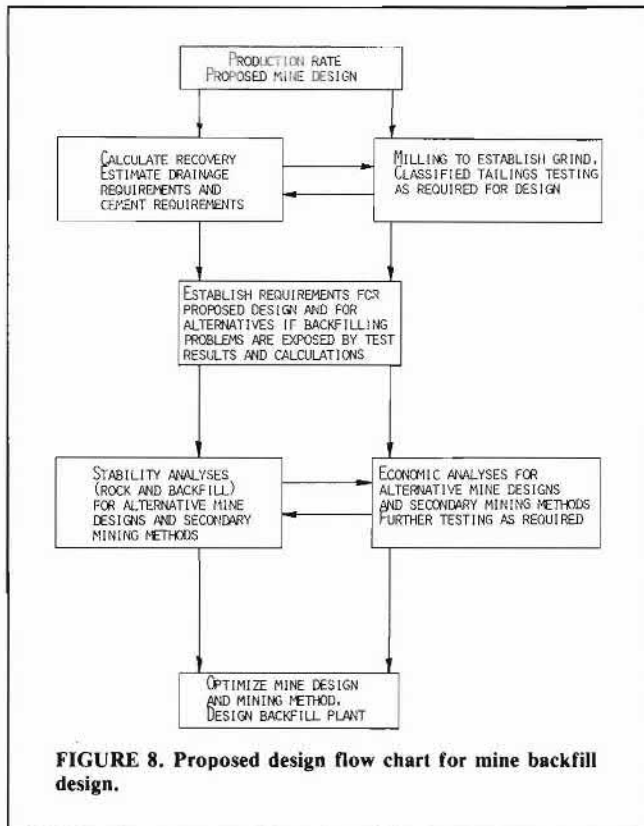 PRODUCTION RATE
PROPOSED MINE DESIGN
CALCULATE RECOVERY
ESTIMATE DRAINAGE
REQUIREMENTS AND
CEMENT REQUIREMENTS
MILLING TO ESTABLISH GRIND,
CLASSIFIED TAILINGS TESTING
AS REQUIRED FOR DESIGN
ESTABLISH REQUIREMENTS FOR
PROPOSED DESIGN AND FOR
ALTERNATIVES IF BACKFILLING
PROBLEMS ARE EXPOSED BY TEST
RESULTS AND CALCULATIONS
STABILITY ANALYSES
(ROCK AND BACKFILL)
FOR ALTERNATIVE MINE
DESIGNS AND SECONDARY
MINING METHODS
ECONOMIC ANALYSES FOR
ALTERNATIVE MINE DESIGNS
AND SECONDARY MINING METHODS
FURTHER TESTING AS REQUIRED
OPTIMIZE MINE DESIGN
AND MINING METHOD.
DESIGN BACKFILL PLANT
FIGURE 8. Proposed design flow chart for mine backfill
design.